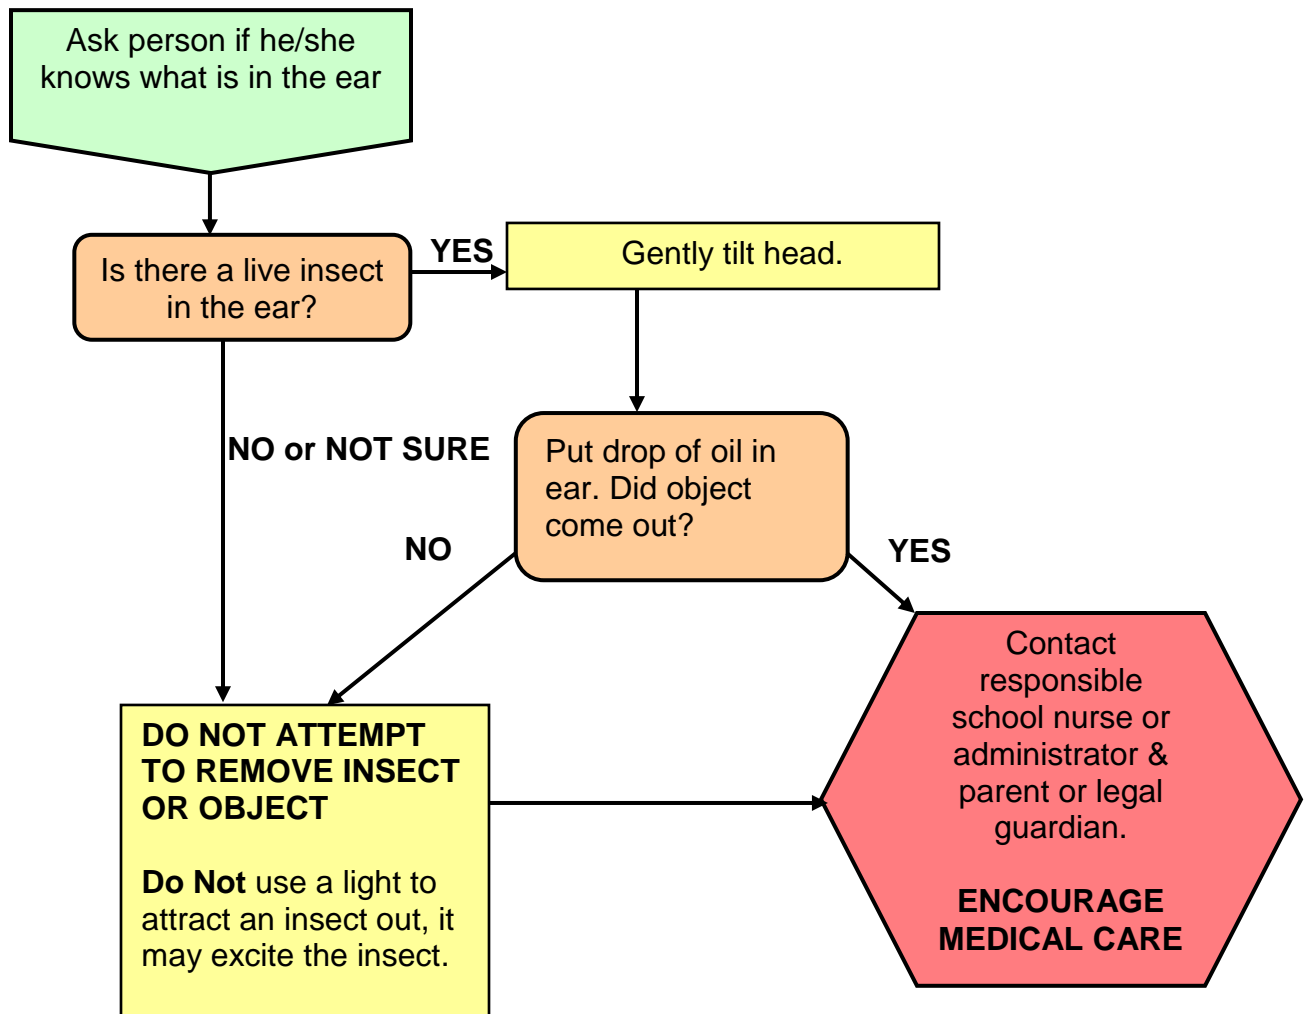 Ask person if he/she
knows what is in the ear
Is there a live insect
in the ear?
YES
Gently tilt head.
NO or NOT SURE
Put drop of oil in
ear. Did object
come out?
NO
YES
DO NOT ATTEMPT
TO REMOVE INSECT
OR OBJECT
Do Not use a light to
attract an insect out, it
may excite the insect.
Contact
responsible
school nurse or
administrator &
parent or legal
guardian.
ENCOURAGE
MEDICAL CARE